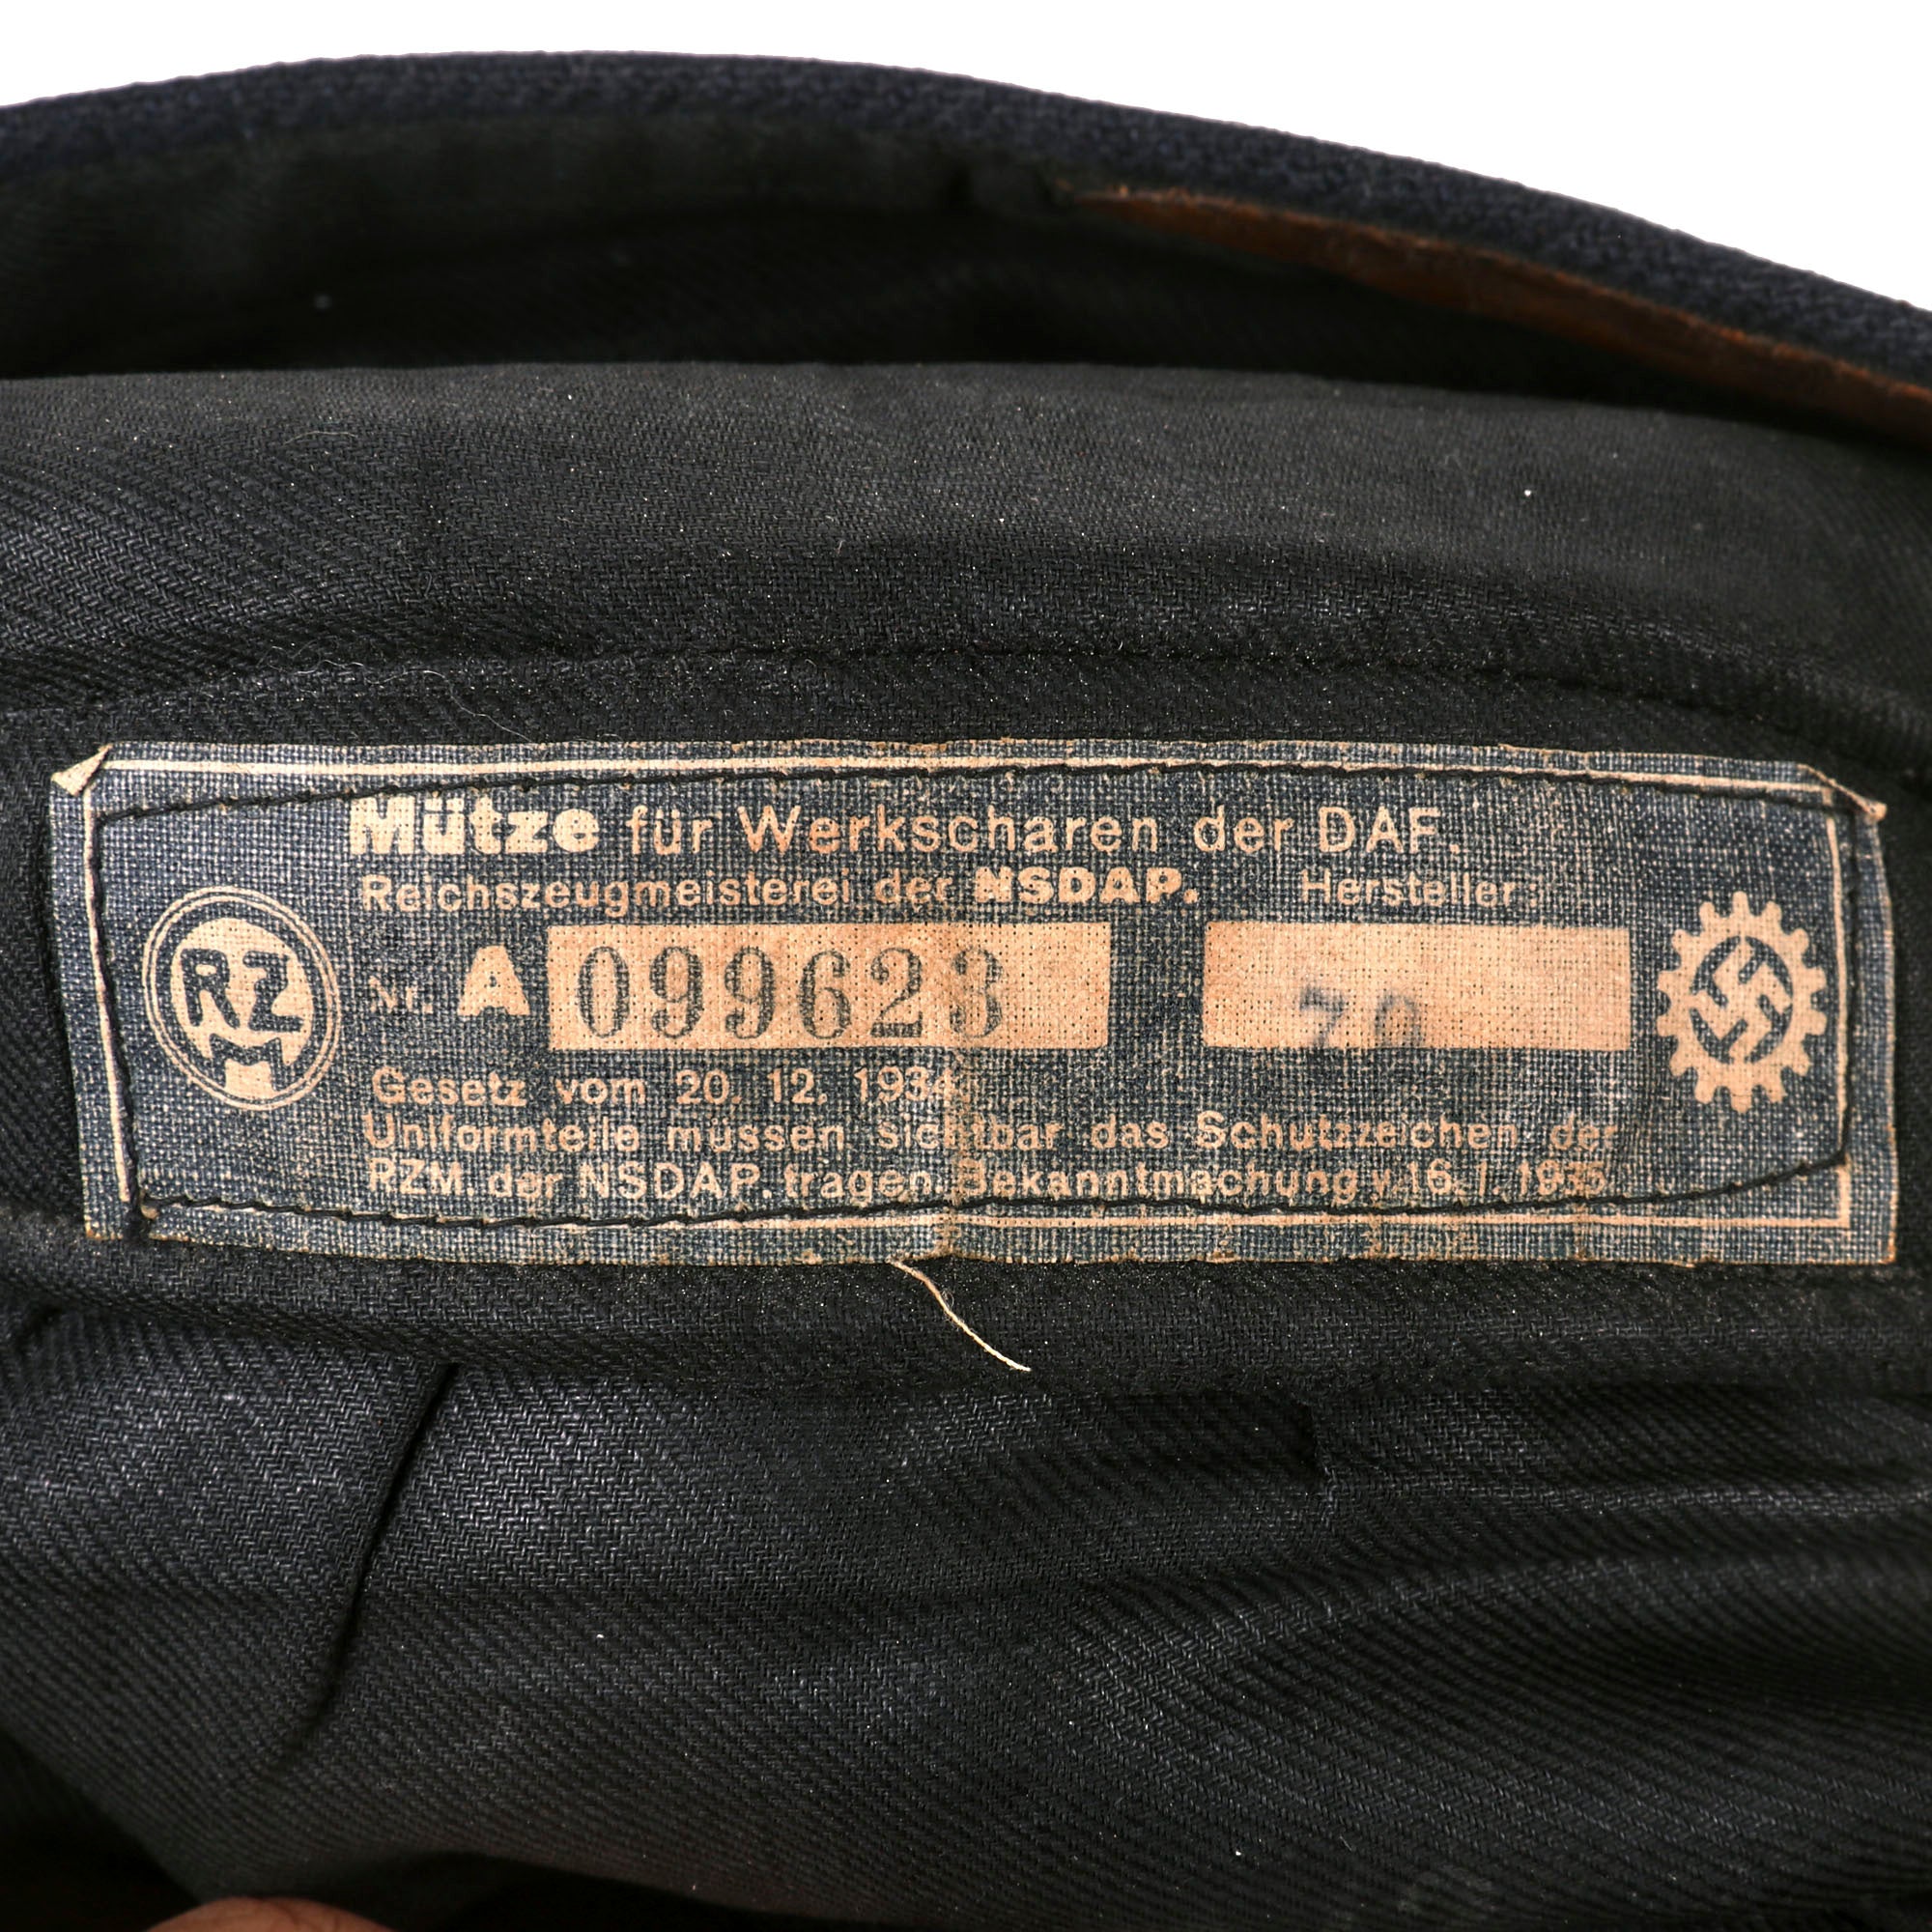 Mütze für Werkscharen der DAF.
Reichszeugmeisterei der NSDAP. Hersteller:
RZM
Nr. A 099623 70
Gesetz vom 20. 12. 1934
Uniformteile müssen sichtbar das Schutzzeichen der
RZM. der NSDAP. tragen. Bekanntmachung v. 16. 1. 1935.